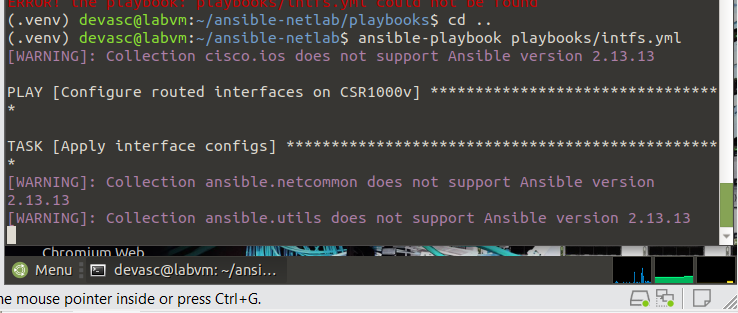 ERROR! the playbook: playbooks/intfs.yml could not be found
(.venv) devasc@labvm:~/ansible-netlab/playbooks$ cd ..
(.venv) devasc@labvm:~/ansible-netlab$ ansible-playbook playbooks/intfs.yml
[WARNING]: Collection cisco.ios does not support Ansible version 2.13.13
PLAY [Configure routed interfaces on CSR1000v] ********************************
*
TASK [Apply interface configs] ************************************************
*
[WARNING]: Collection ansible.netcommon does not support Ansible version
2.13.13
[WARNING]: Collection ansible.utils does not support Ansible version 2.13.13
Chromium Web
Menu devasc@labvm: ~/ansi...
he mouse pointer inside or press Ctrl+G.